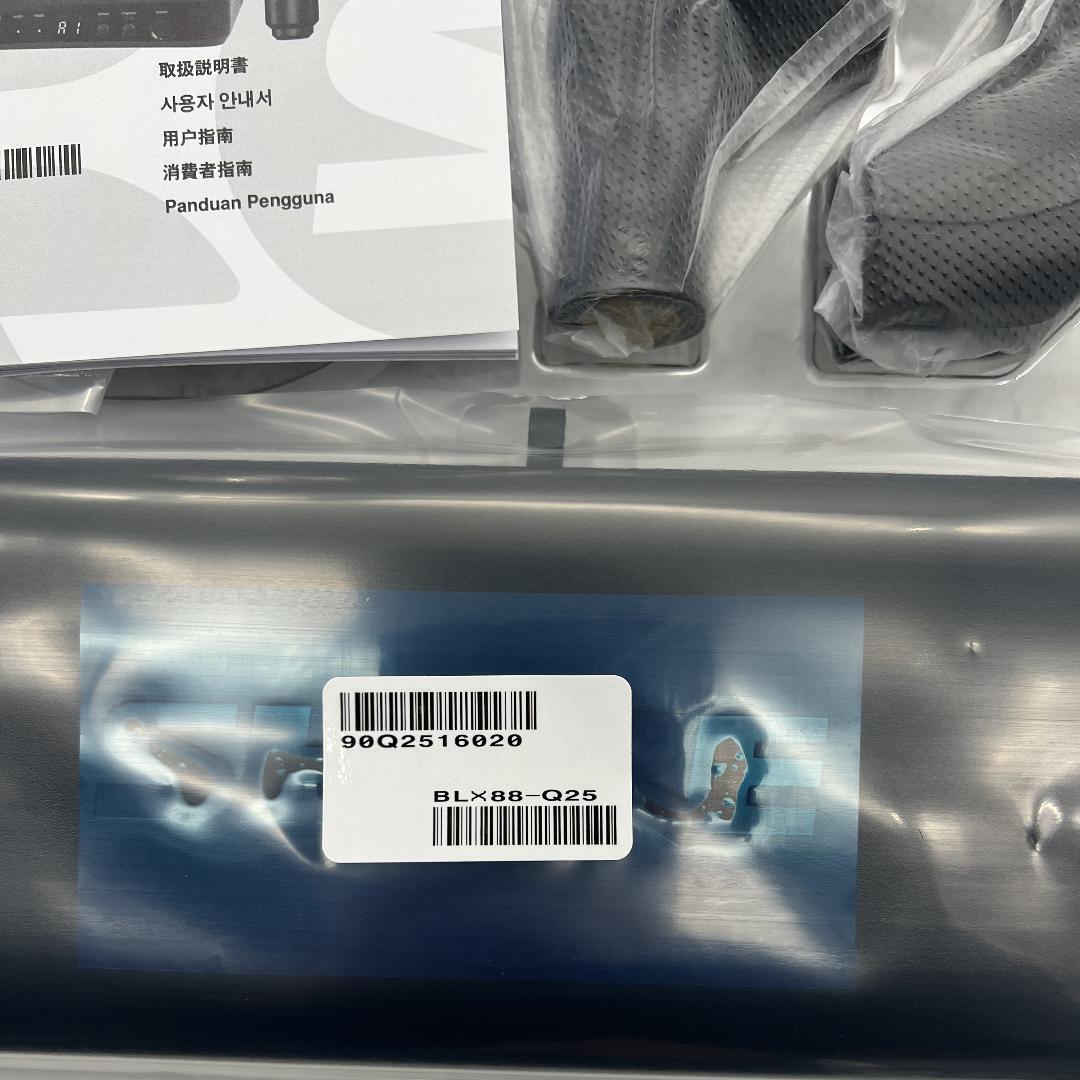 A1
取扱説明書
사용자 안내서
用户指南
消費者指南
Panduan Pengguna
90Q2516020
BLX88-Q25